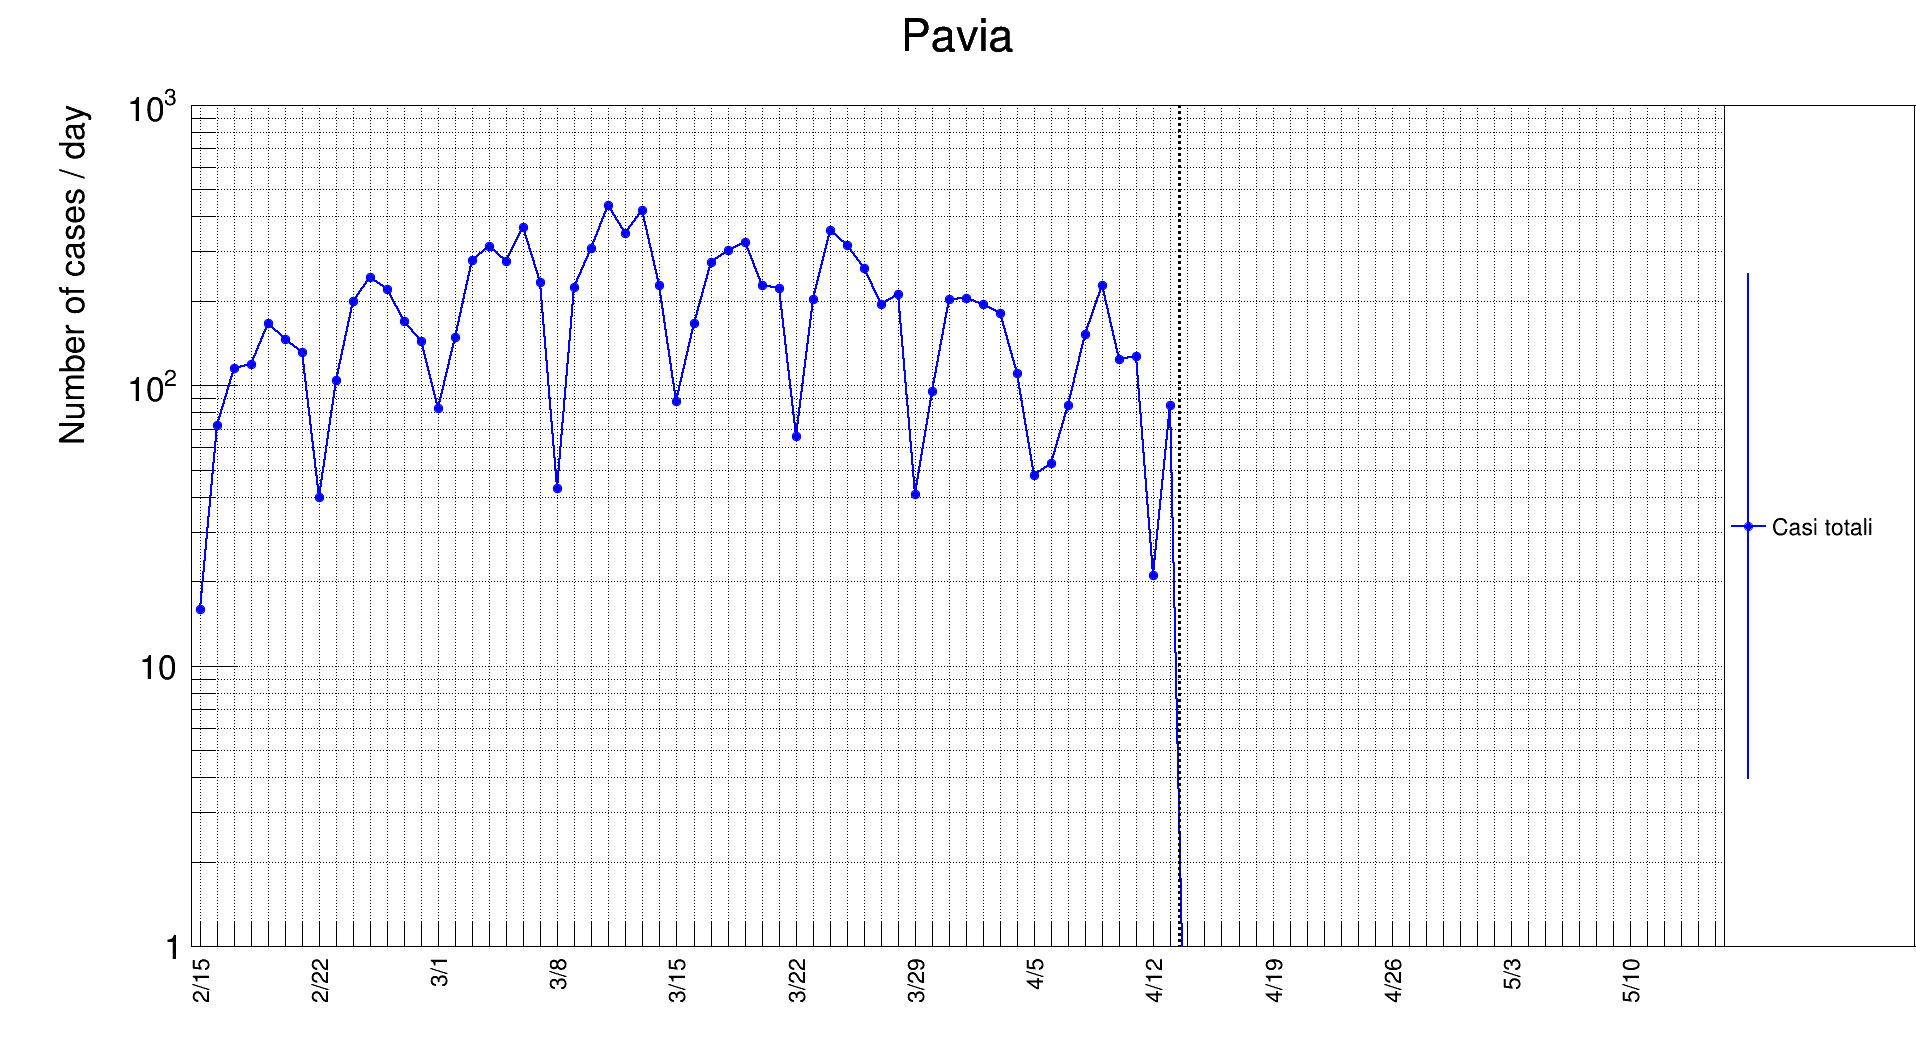 Pavia
Number of cases / day
10³
10²
10
1
2/15 2/22 3/1 3/8 3/15 3/22 3/29 4/5 4/12 4/19 4/26 5/3 5/10
Casi totali